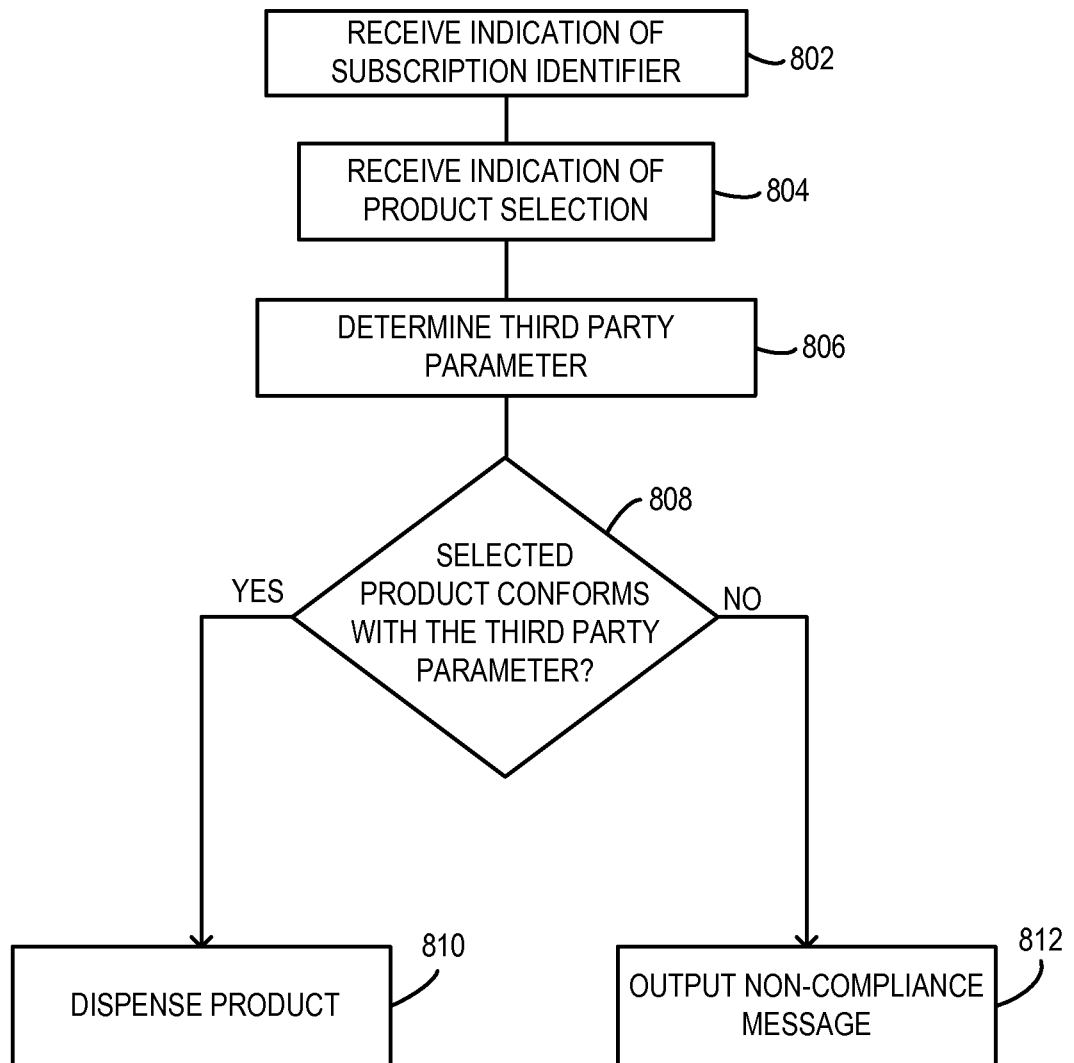 RECEIVE INDICATION OF
SUBSCRIPTION IDENTIFIER
802
RECEIVE INDICATION OF
PRODUCT SELECTION
804
DETERMINE THIRD PARTY
PARAMETER
806
808
SELECTED
PRODUCT CONFORMS
WITH THE THIRD PARTY
PARAMETER?
YES
NO
DISPENSE PRODUCT
810
OUTPUT NON-COMPLIANCE
MESSAGE
812